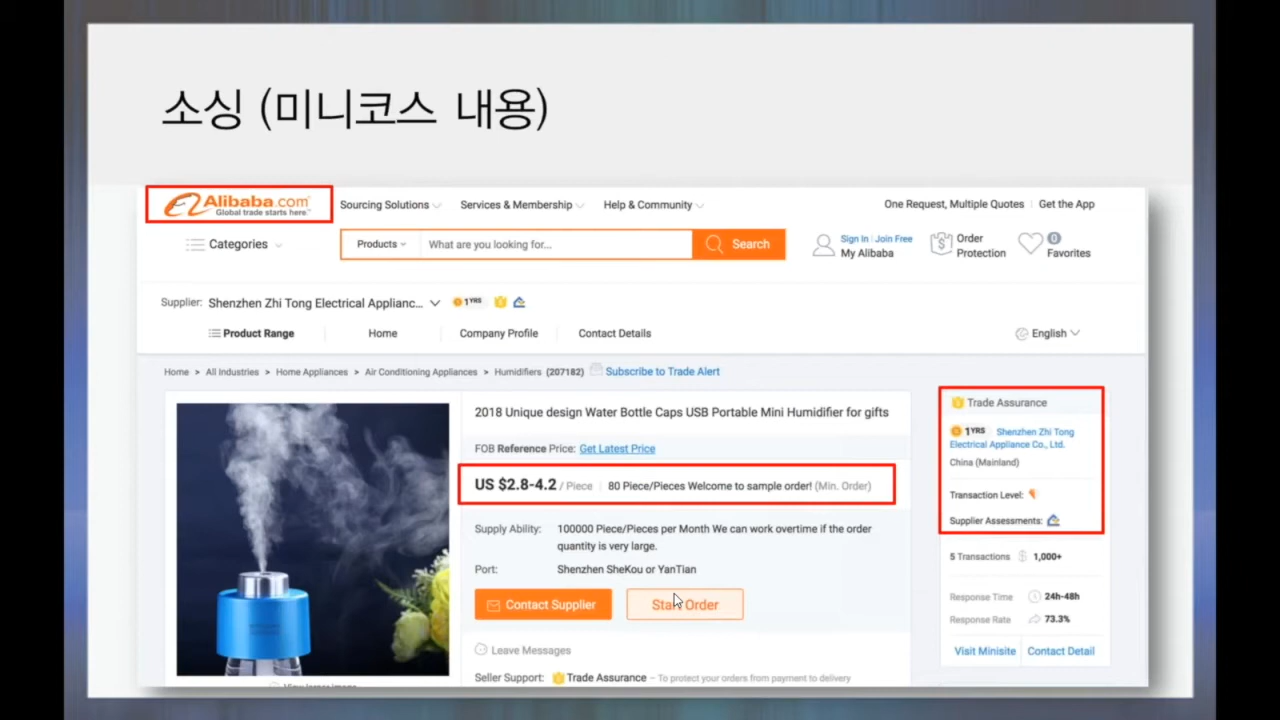 소싱 (미니코스 내용)
Alibaba.com
Global trade starts here.™
Sourcing Solutions
Services & Membership
Help & Community
One Request, Multiple Quotes
Get the App
Categories
Products
What are you looking for...
Search
Sign In | Join Free
My Alibaba
Order
Protection
0
Favorites
Supplier: Shenzhen Zhi Tong Electrical Applianc...
1YRS
Product Range
Home
Company Profile
Contact Details
English
Home > All Industries > Home Appliances > Air Conditioning Appliances > Humidifiers (207182)
Subscribe to Trade Alert
2018 Unique design Water Bottle Caps USB Portable Mini Humidifier for gifts
FOB Reference Price: Get Latest Price
US $2.8-4.2 / Piece | 80 Piece/Pieces Welcome to sample order! (Min. Order)
Supply Ability: 100000 Piece/Pieces per Month We can work overtime if the order
quantity is very large.
Port: Shenzhen SheKou or YanTian
Contact Supplier
Start Order
Leave Messages
Seller Support: Trade Assurance – To protect your orders from payment to delivery
View larger image
Trade Assurance
1YRS Shenzhen Zhi Tong
Electrical Appliance Co., Ltd.
China (Mainland)
Transaction Level:
Supplier Assessments:
5 Transactions
1,000+
Response Time
24h-48h
Response Rate
73.3%
Visit Minisite
Contact Detail